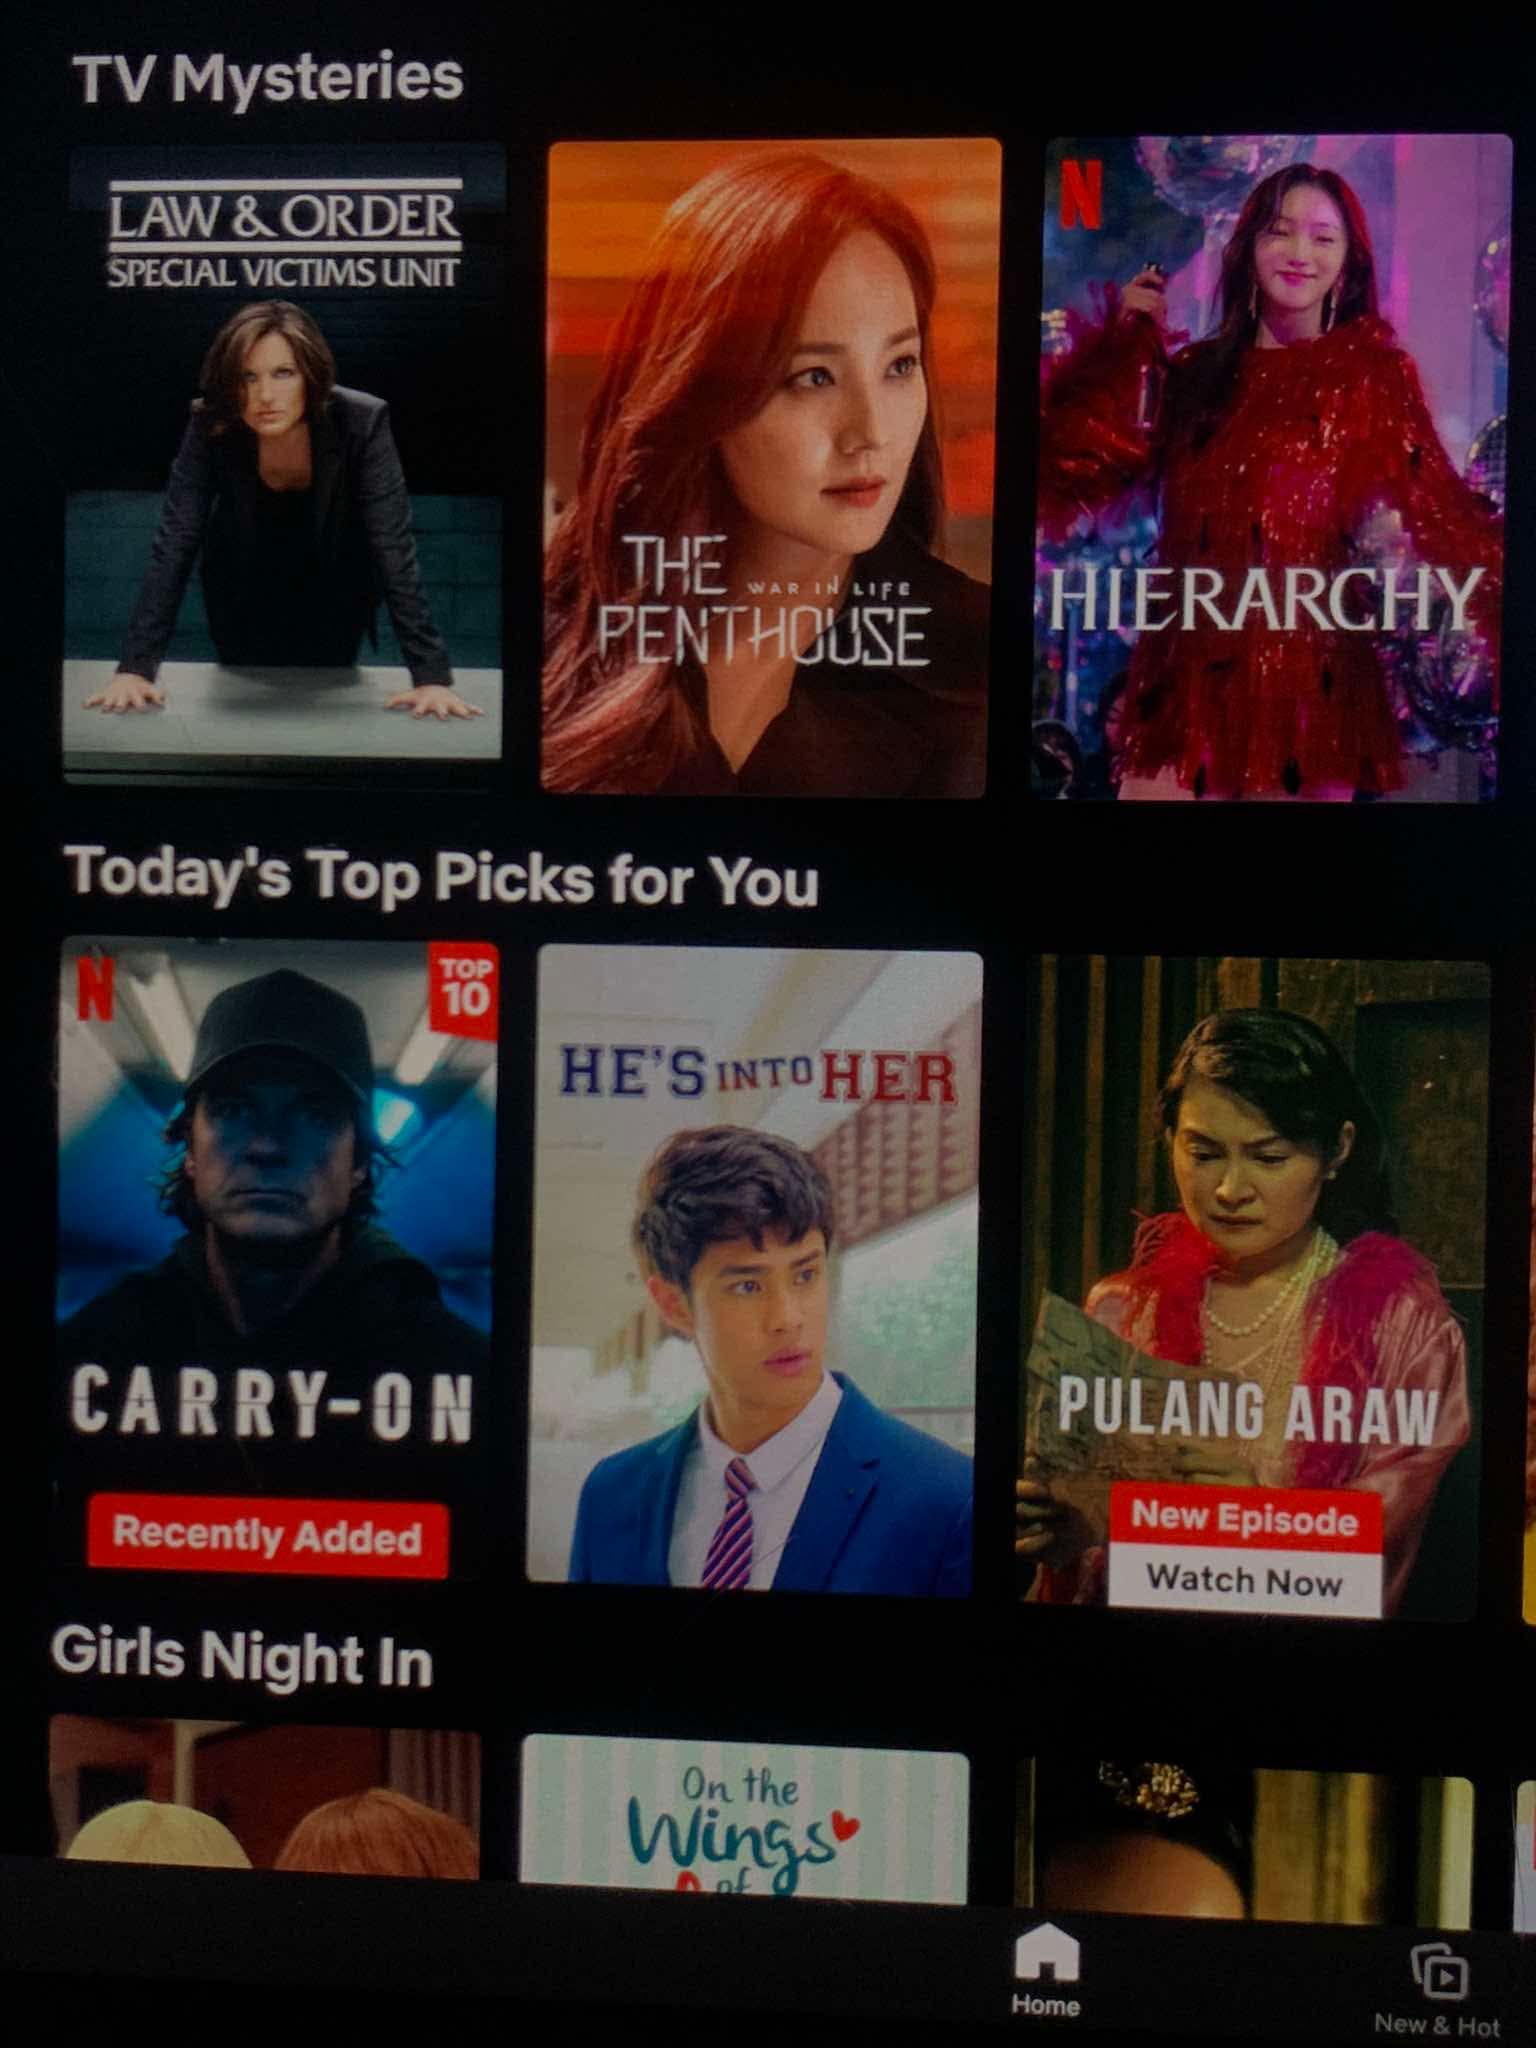 TV Mysteries
LAW & ORDER
SPECIAL VICTIMS UNIT
THE
WAR IN LIFE
PENTHOUSE
N
HIERARCHY
Today's Top Picks for You
N
TOP
10
CARRY-ON
Recently Added
HE'S INTO HER
PULANG ARAW
New Episode
Watch Now
Girls Night In
On the
Wings
of
Home
New & Hot